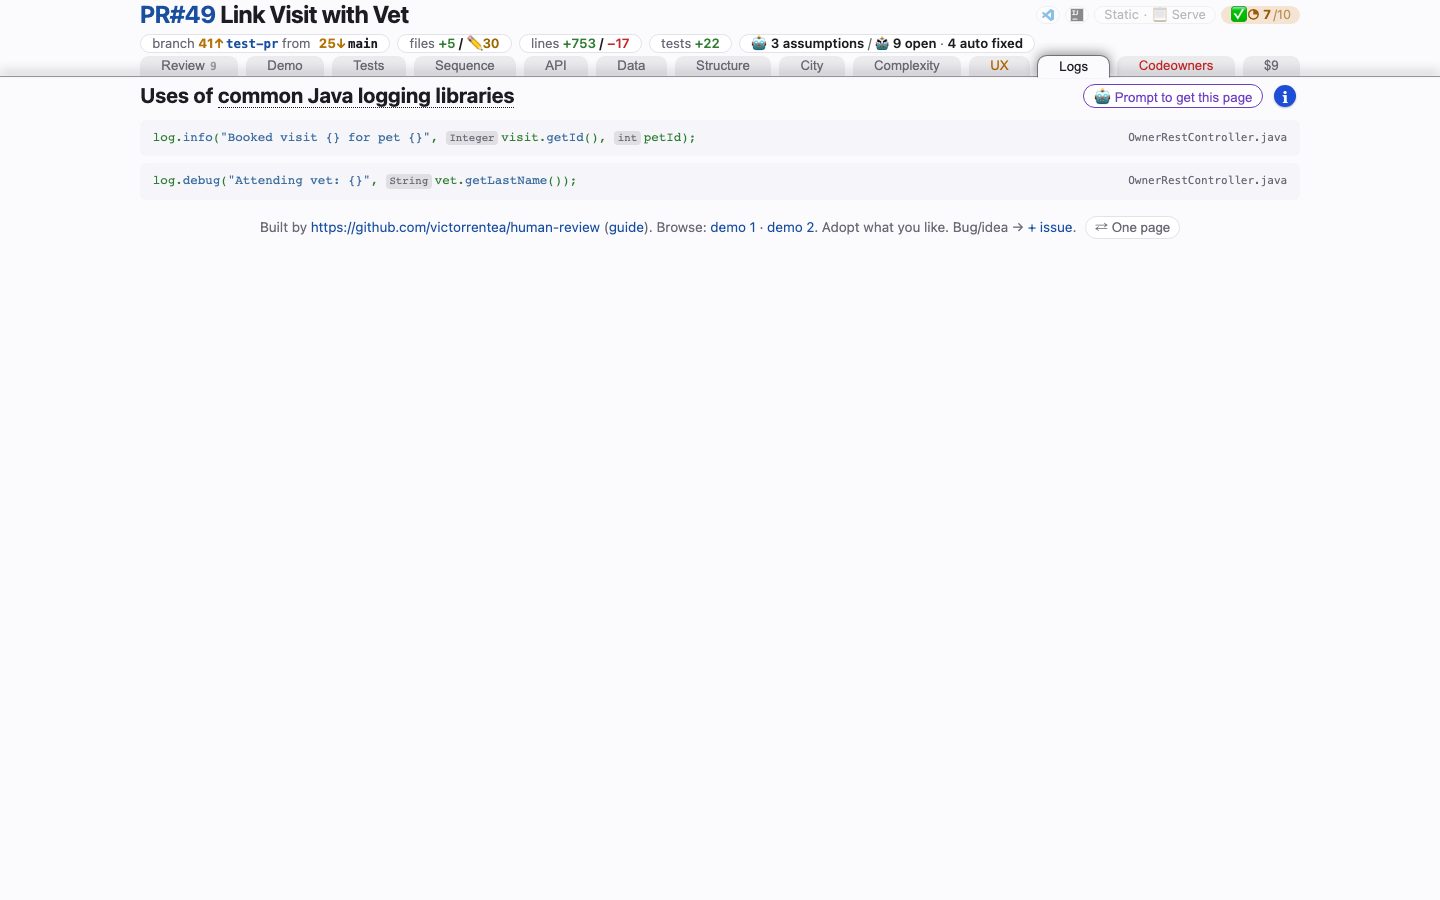 PR#49 Link Visit with Vet
Static · Serve
7/10
branch 41↑ test-pr from 25↓ main
files +5 / 30
lines +753 / −17
tests +22
3 assumptions / 9 open · 4 auto fixed
Review 9
Demo
Tests
Sequence
API
Data
Structure
City
Complexity
UX
Logs
Codeowners
$9
Uses of common Java logging libraries
Prompt to get this page
i
log.info("Booked visit {} for pet {}", Integer visit.getId(), int petId);
OwnerRestController.java
log.debug("Attending vet: {}", String vet.getLastName());
OwnerRestController.java
Built by https://github.com/victorrentea/human-review (guide). Browse: demo 1 · demo 2. Adopt what you like. Bug/idea → + issue. ⇄ One page